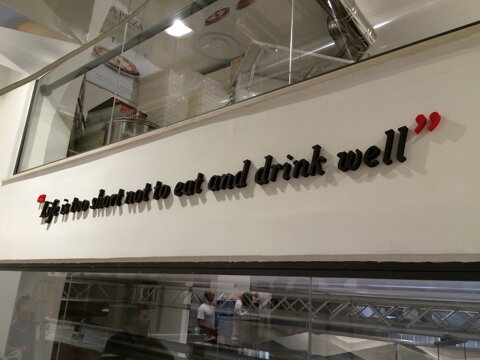 "Life is too short not to eat and drink well"